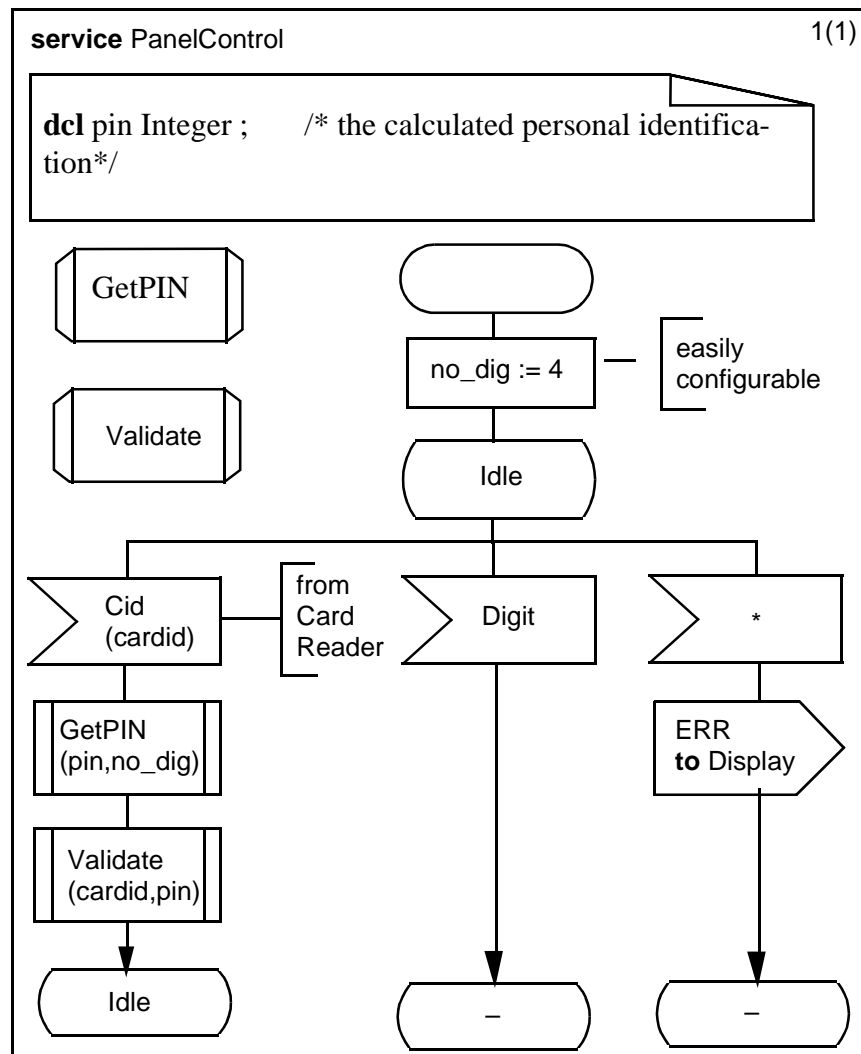 service PanelControl
1(1)
dcl pin Integer ; /* the calculated personal identifica-
tion*/
GetPIN
no_dig := 4
easily
configurable
Validate
Idle
Cid
(cardid)
from
Card
Reader
Digit
*
GetPIN
(pin,no_dig)
ERR
to Display
Validate
(cardid,pin)
Idle
–
–